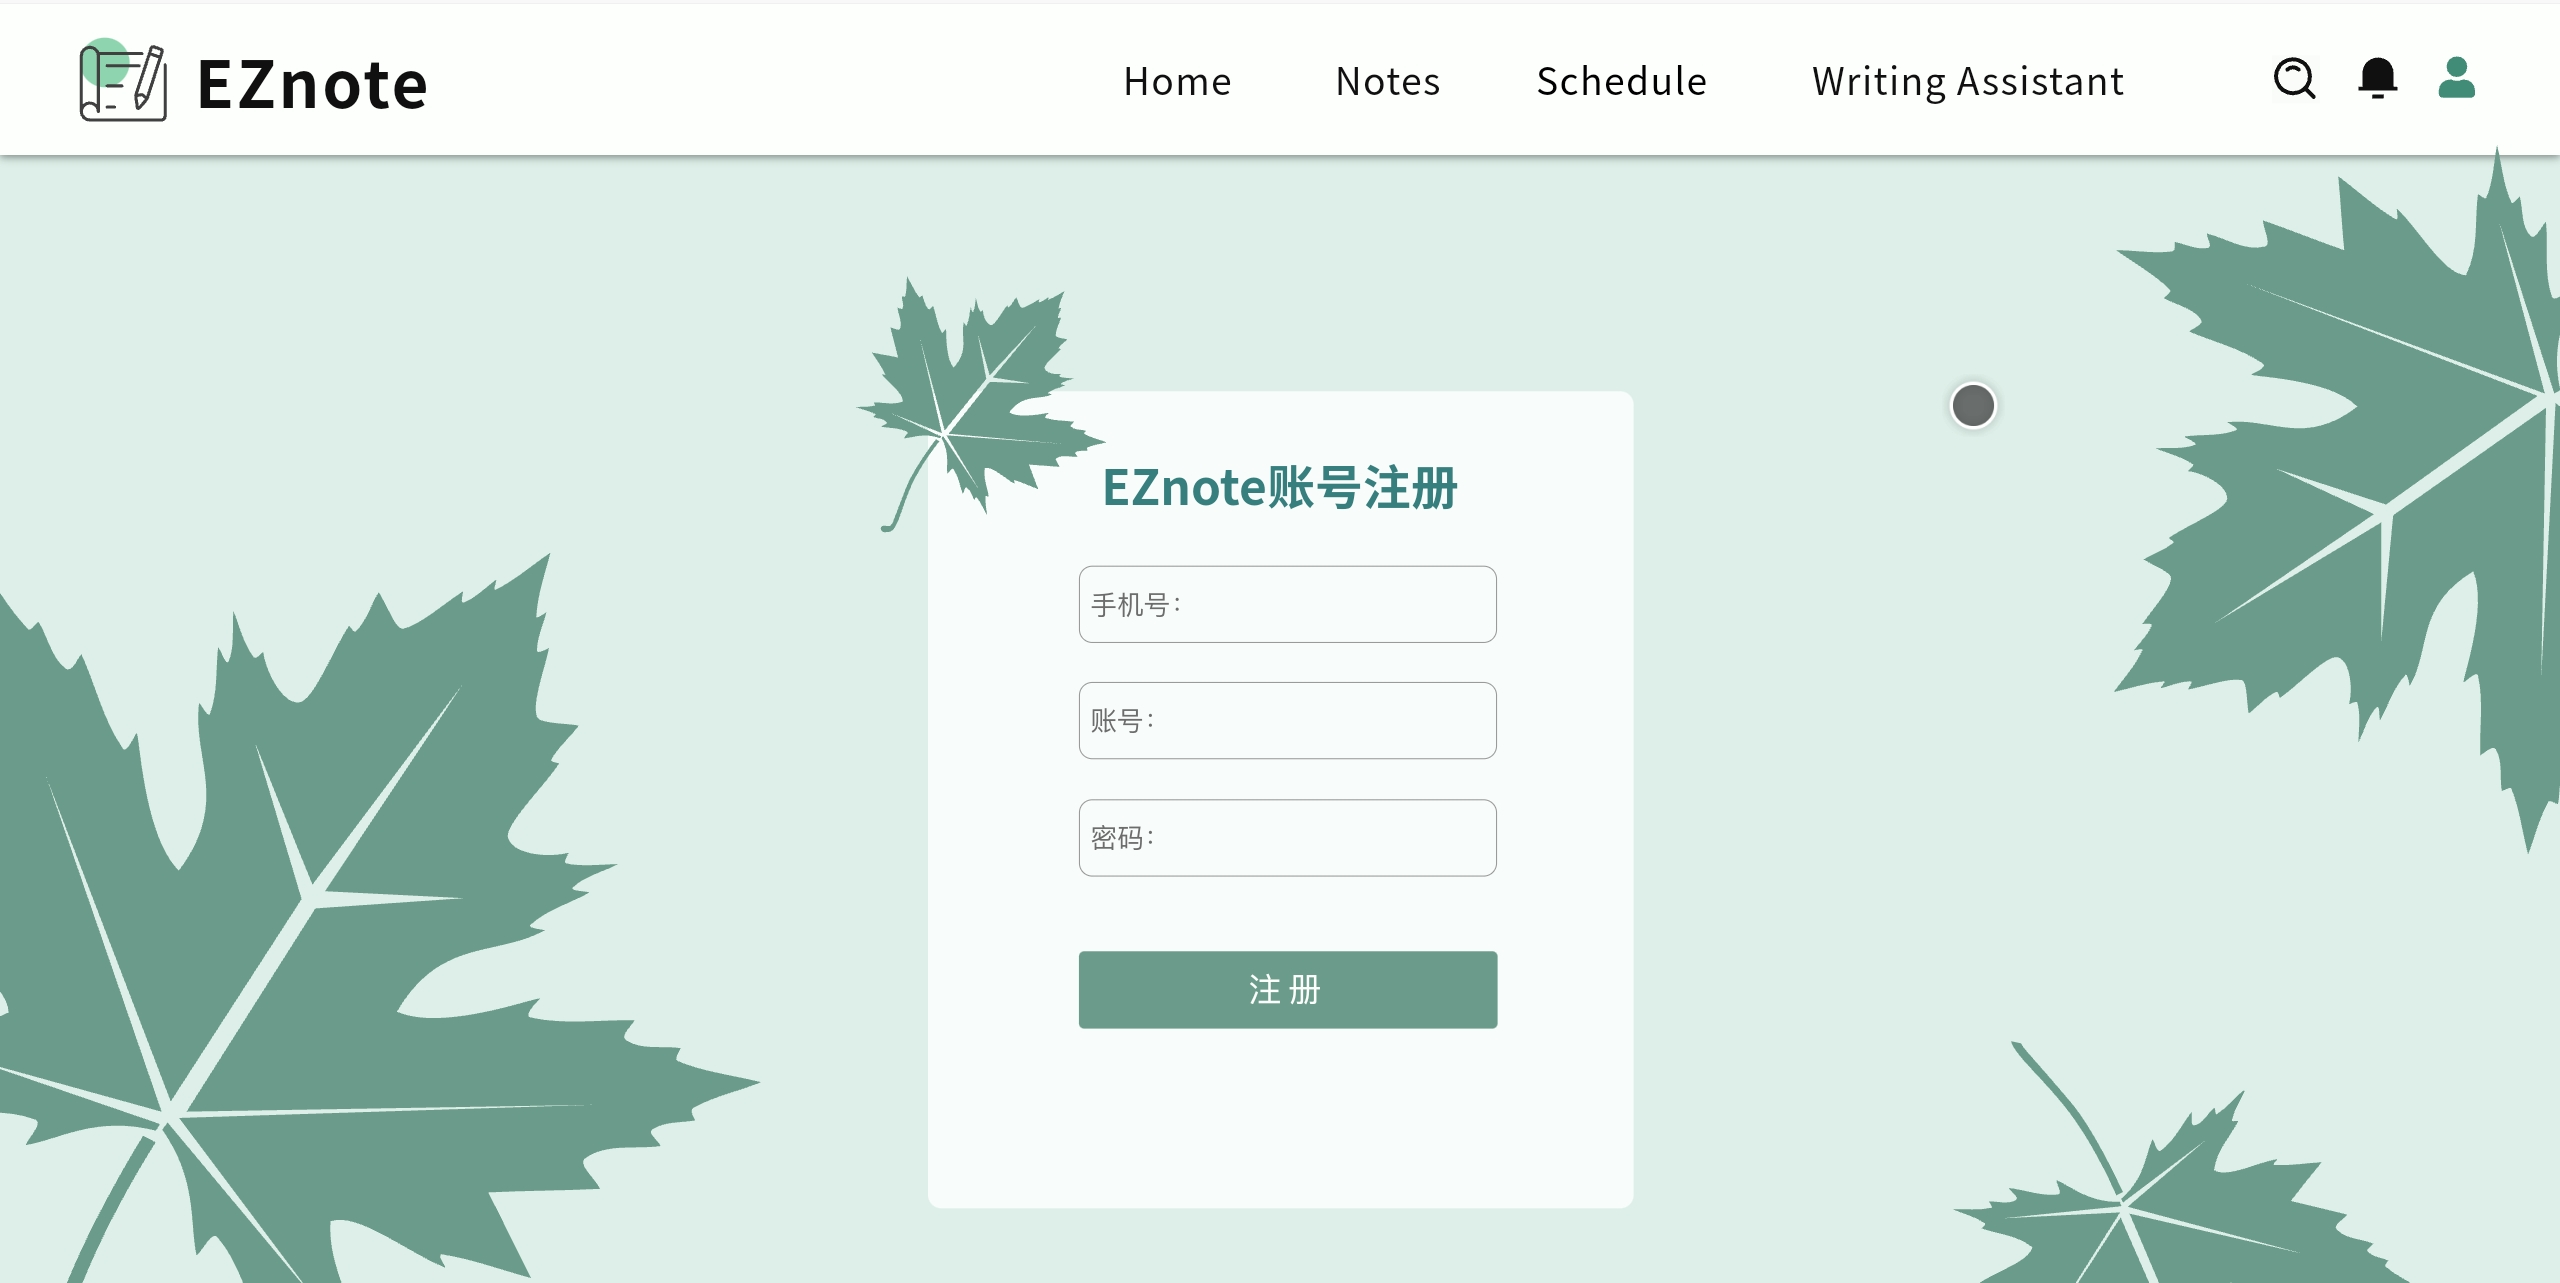 EZnote
Home Notes Schedule Writing Assistant
EZnote账号注册
手机号：
账号：
密码：
注 册